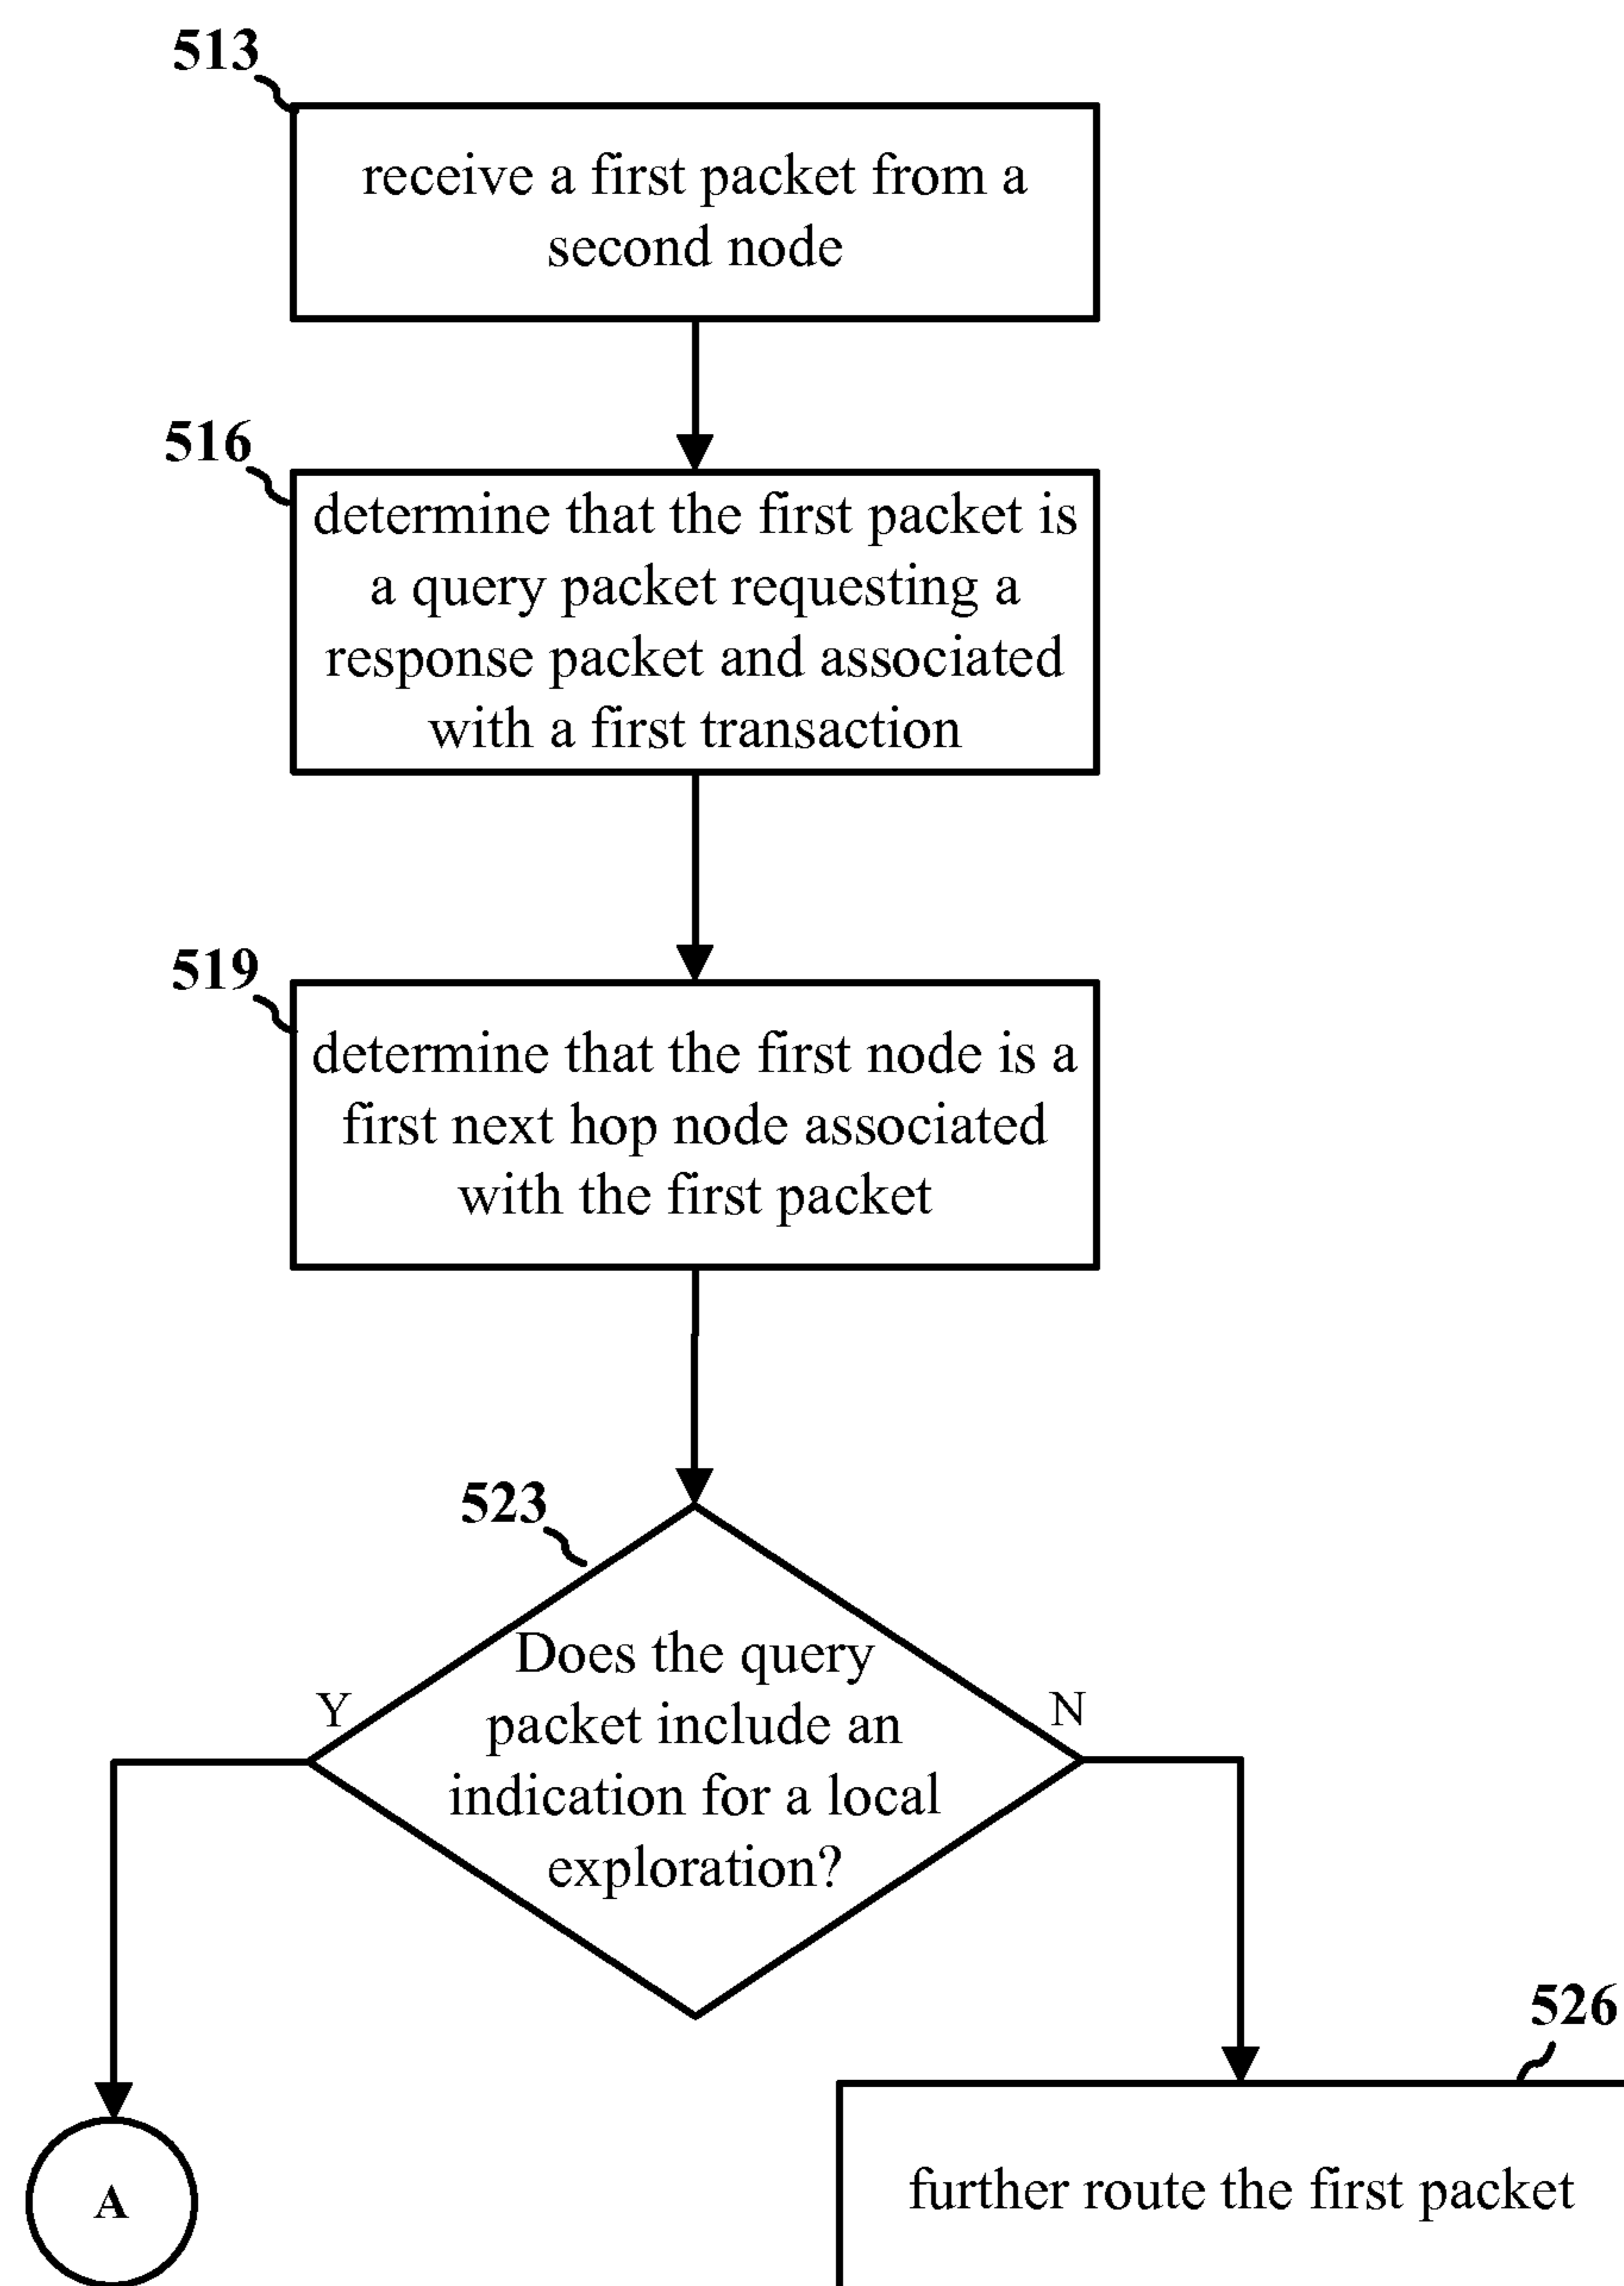 513
receive a first packet from a
second node
516
determine that the first packet is
a query packet requesting a
response packet and associated
with a first transaction
519
determine that the first node is a
first next hop node associated
with the first packet
523
Does the query
packet include an
indication for a local
exploration?
Y
N
526
further route the first packet
A